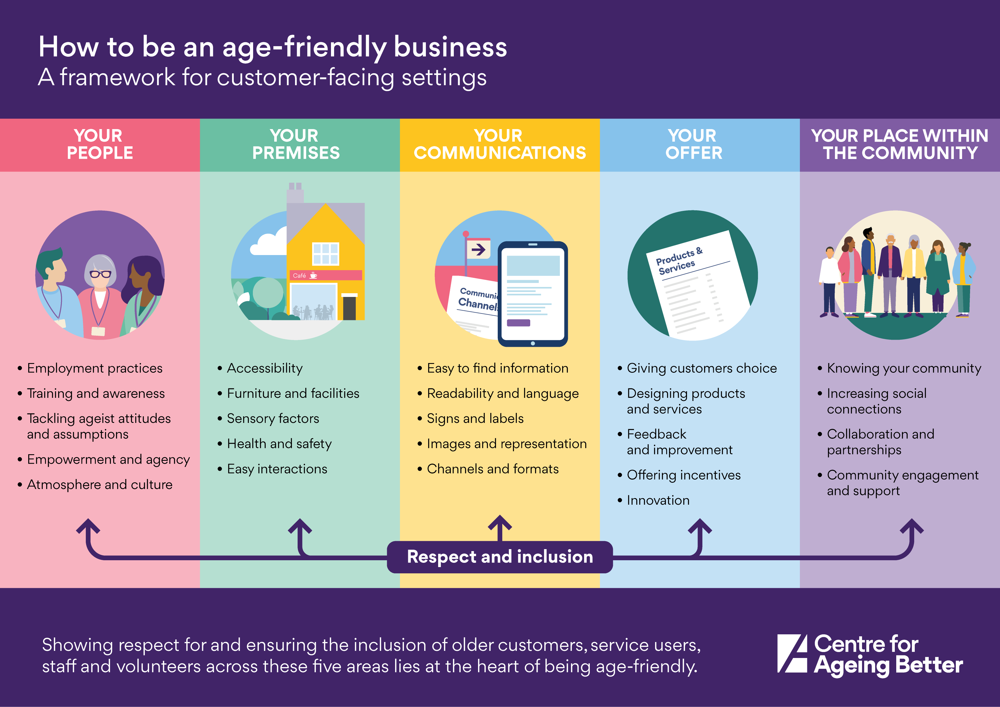 How to be an age-friendly business
A framework for customer-facing settings
YOUR
PEOPLE
• Employment practices
• Training and awareness
• Tackling ageist attitudes
and assumptions
• Empowerment and agency
• Atmosphere and culture
YOUR
PREMISES
Café
• Accessibility
• Furniture and facilities
• Sensory factors
• Health and safety
• Easy interactions
YOUR
COMMUNICATIONS
Communic
Channels
• Easy to find information
• Readability and language
• Signs and labels
• Images and representation
• Channels and formats
YOUR
OFFER
Products &
Services
• Giving customers choice
• Designing products
and services
• Feedback
and improvement
• Offering incentives
• Innovation
YOUR PLACE WITHIN
THE COMMUNITY
• Knowing your community
• Increasing social
connections
• Collaboration and
partnerships
• Community engagement
and support
Respect and inclusion
Showing respect for and ensuring the inclusion of older customers, service users,
staff and volunteers across these five areas lies at the heart of being age-friendly.
Centre for
Ageing Better